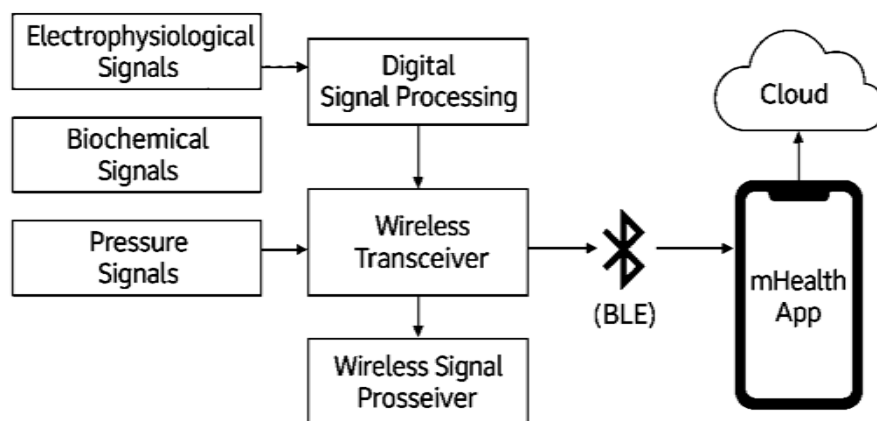 Electrophysiological
Signals
Digital
Signal Processing
Cloud
Biochemical
Signals
Pressure
Signals
Wireless
Transceiver
(BLE)
mHealth
App
Wireless Signal
Prosseiver